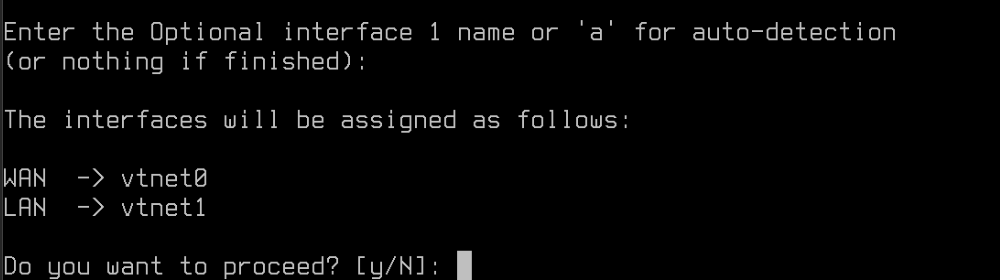 Enter the Optional interface 1 name or 'a' for auto-detection
(or nothing if finished):
The interfaces will be assigned as follows:
WAN  -> vtnet0
LAN  -> vtnet1
Do you want to proceed? [y/N]: